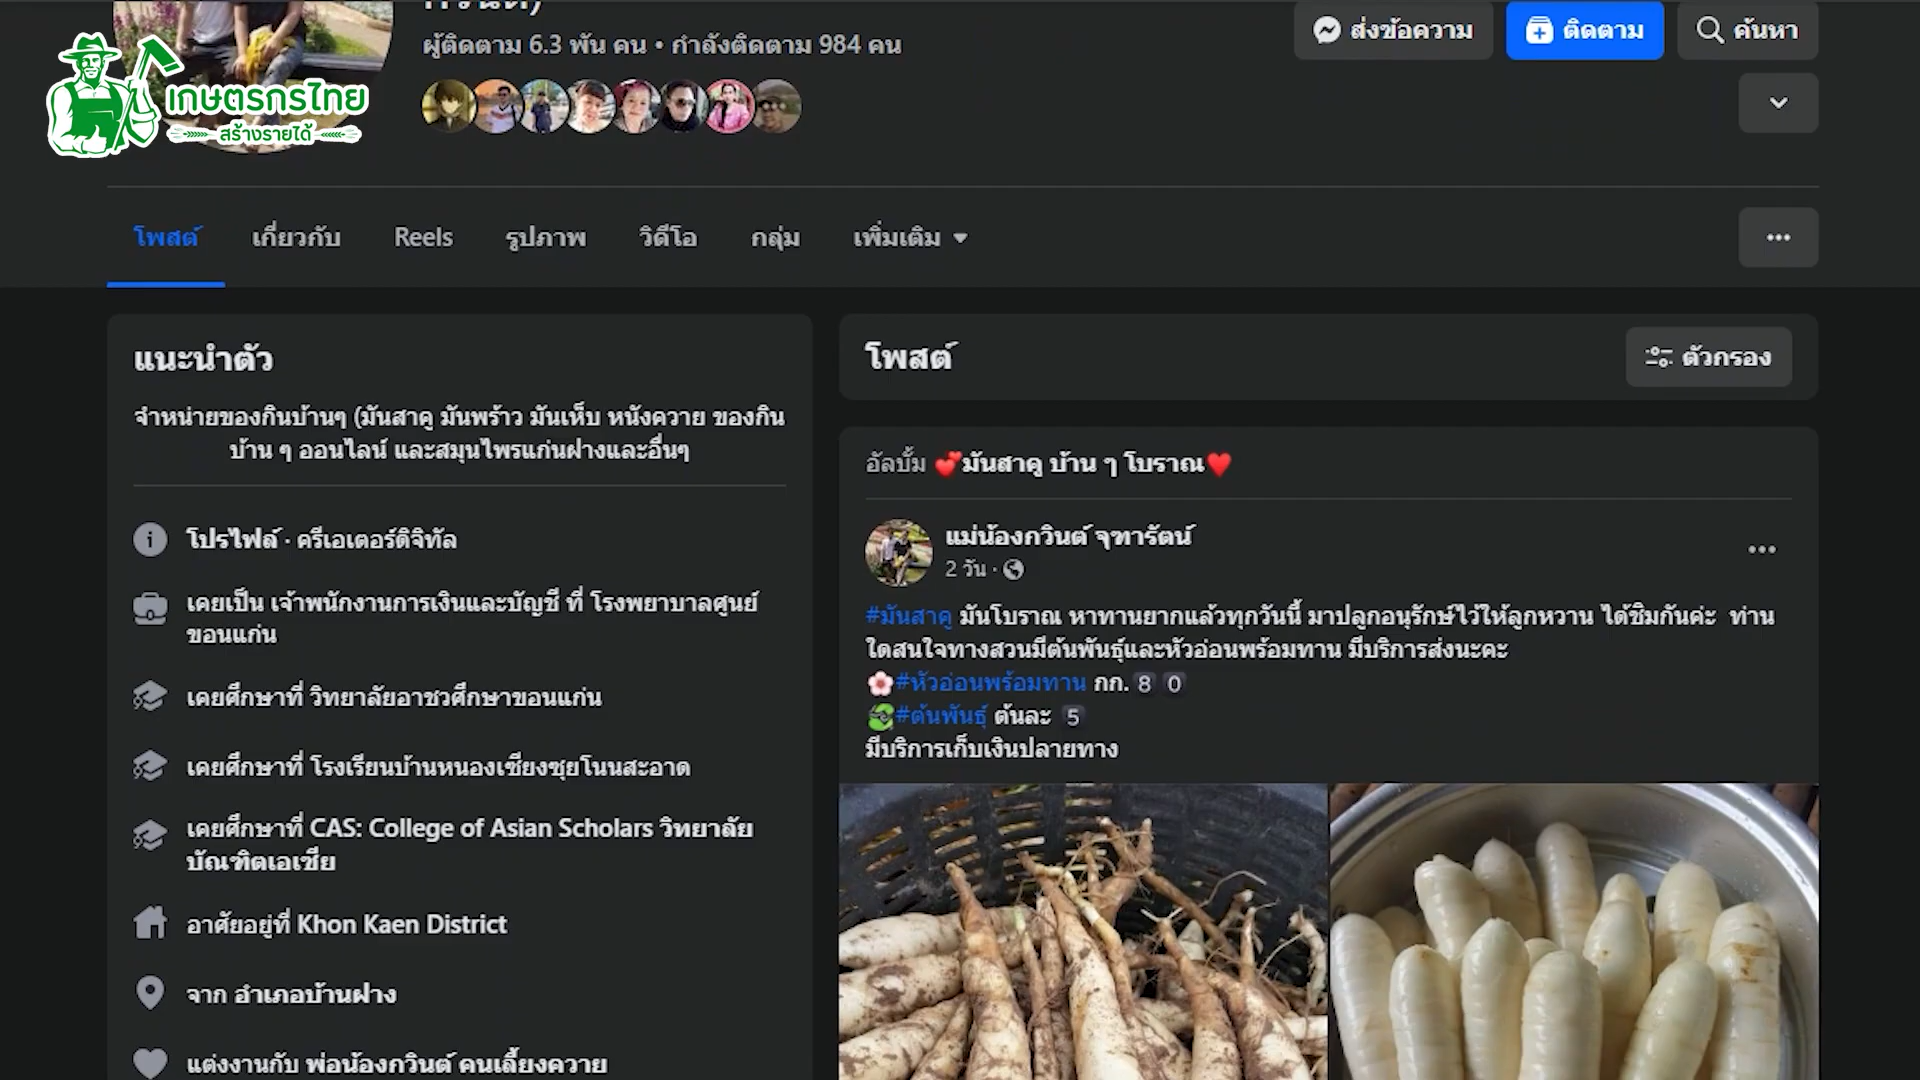 ผู้ติดตาม 6.3 พัน คน • กำลังติดตาม 984 คน
ส่งข้อความ
ติดตาม
ค้นหา
เกษตรกรไทย
สร้างรายได้
โพสต์
เกี่ยวกับ
Reels
รูปภาพ
วิดีโอ
กลุ่ม
เพิ่มเติม
แนะนำตัว
จำหน่ายของกินบ้านๆ (มันสาคู มันพร้าว มันเห็บ หนังควาย ของกิน
บ้าน ๆ ออนไลน์ และสมุนไพรแก่นฝางและอื่นๆ
โปรไฟล์ · ครีเอเตอร์ดิจิทัล
เคยเป็น เจ้าพนักงานการเงินและบัญชี ที่ โรงพยาบาลศูนย์
ขอนแก่น
เคยศึกษาที่ วิทยาลัยอาชวศึกษาขอนแก่น
เคยศึกษาที่ โรงเรียนบ้านหนองเซียงซุยโนนสะอาด
เคยศึกษาที่ CAS: College of Asian Scholars วิทยาลัย
บัณฑิตเอเซีย
อาศัยอยู่ที่ Khon Kaen District
จาก อำเภอบ้านฝาง
แต่งงานกับ พ่อน้องกวินต์ คนเลี้ยงควาย
โพสต์
ตัวกรอง
อัลบั้ม 💕มันสาคู บ้าน ๆ โบราณ❤️
แม่น้องกวินต์ จุฑารัตน์
2 วัน ·
#มันสาคู มันโบราณ หาทานยากแล้วทุกวันนี้ มาปลูกอนุรักษ์ไว้ให้ลูกหวาน ได้ชิมกันค่ะ ท่าน
ใดสนใจทางสวนมีต้นพันธุ์และหัวอ่อนพร้อมทาน มีบริการส่งนะคะ
🌸#หัวอ่อนพร้อมทาน กก. 8 0
#ต้นพันธุ์ ต้นละ 5
มีบริการเก็บเงินปลายทาง